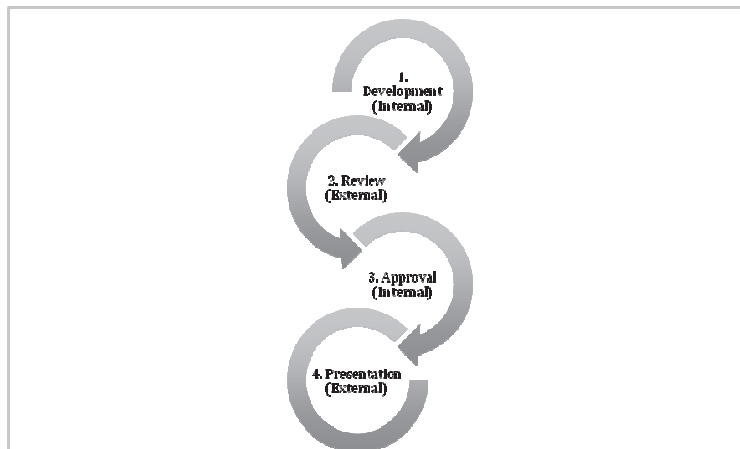 1.
Development
(Internal)
2. Review
(External)
3. Approval
(Internal)
4. Presentation
(External)